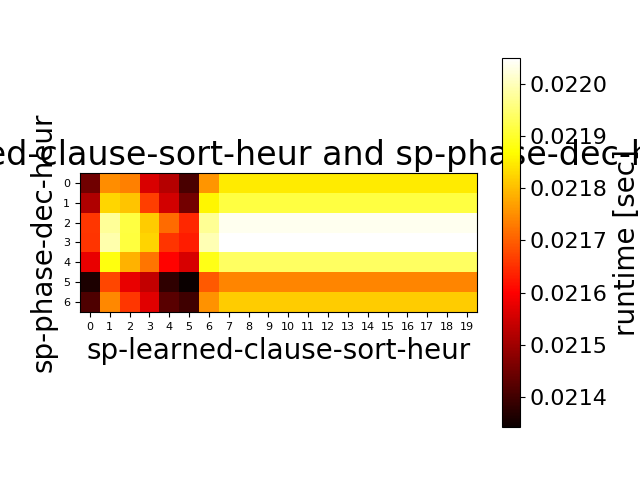 ed-clause-sort-heur and sp-phase-dec-h
sp-phase-dec-heur
0
1
2
3
4
5
6
0 1 2 3 4 5 6 7 8 9 10 11 12 13 14 15 16 17 18 19
sp-learned-clause-sort-heur
0.0220
0.0219
0.0218
0.0217
0.0216
0.0215
0.0214
runtime [sec]